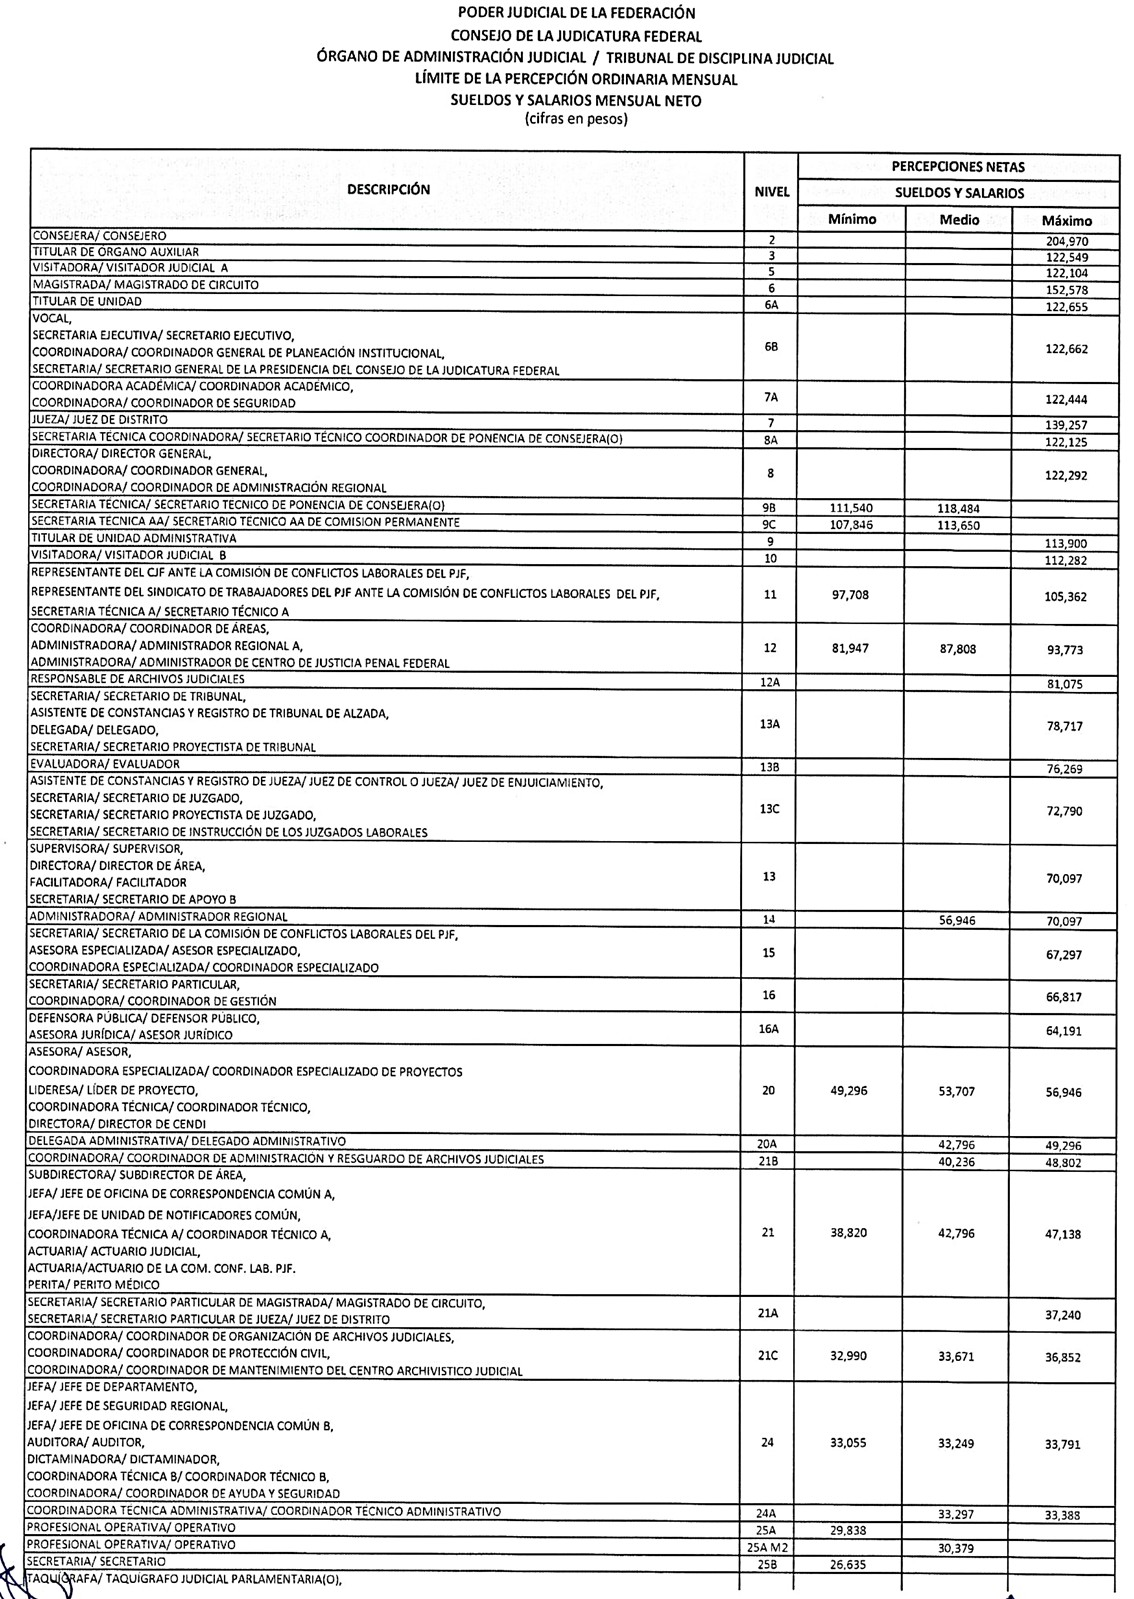 PODER JUDICIAL DE LA FEDERACIÓN
CONSEJO DE LA JUDICATURA FEDERAL
ÓRGANO DE ADMINISTRACIÓN JUDICIAL / TRIBUNAL DE DISCIPLINA JUDICIAL
LÍMITE DE LA PERCEPCIÓN ORDINARIA MENSUAL
SUELDOS Y SALARIOS MENSUAL NETO
(cifras en pesos)
DESCRIPCIÓN NIVEL PERCEPCIONES NETAS
SUELDOS Y SALARIOS
Mínimo Medio Máximo
CONSEJERA/ CONSEJERO 2 204,970
TITULAR DE ÓRGANO AUXILIAR 3 122,549
VISITADORA/ VISITADOR JUDICIAL A 5 122,104
MAGISTRADA/ MAGISTRADO DE CIRCUITO 6 152,578
TITULAR DE UNIDAD 6A 122,655
VOCAL,
SECRETARIA EJECUTIVA/ SECRETARIO EJECUTIVO,
COORDINADORA/ COORDINADOR GENERAL DE PLANEACIÓN INSTITUCIONAL, 6B 122,662
SECRETARIA/ SECRETARIO GENERAL DE LA PRESIDENCIA DEL CONSEJO DE LA JUDICATURA FEDERAL
COORDINADORA ACADÉMICA/ COORDINADOR ACADÉMICO,
COORDINADORA/ COORDINADOR DE SEGURIDAD 7A 122,444
JUEZA/ JUEZ DE DISTRITO 7 139,257
SECRETARIA TÉCNICA COORDINADORA/ SECRETARIO TÉCNICO COORDINADOR DE PONENCIA DE CONSEJERA(O) 8A 122,125
DIRECTORA/ DIRECTOR GENERAL,
COORDINADORA/ COORDINADOR GENERAL, 8 122,292
COORDINADORA/ COORDINADOR DE ADMINISTRACIÓN REGIONAL
SECRETARIA TÉCNICA/ SECRETARIO TÉCNICO DE PONENCIA DE CONSEJERA(O) 9B 111,540 118,484
SECRETARIA TÉCNICA AA/ SECRETARIO TÉCNICO AA DE COMISION PERMANENTE 9C 107,846 113,650
TITULAR DE UNIDAD ADMINISTRATIVA 9 113,900
VISITADORA/ VISITADOR JUDICIAL B 10 112,282
REPRESENTANTE DEL CJF ANTE LA COMISIÓN DE CONFLICTOS LABORALES DEL PJF,
REPRESENTANTE DEL SINDICATO DE TRABAJADORES DEL PJF ANTE LA COMISIÓN DE CONFLICTOS LABORALES DEL PJF, 11 97,708 105,362
SECRETARIA TÉCNICA A/ SECRETARIO TÉCNICO A
COORDINADORA/ COORDINADOR DE ÁREAS,
ADMINISTRADORA/ ADMINISTRADOR REGIONAL A, 12 81,947 87,808 93,773
ADMINISTRADORA/ ADMINISTRADOR DE CENTRO DE JUSTICIA PENAL FEDERAL
RESPONSABLE DE ARCHIVOS JUDICIALES 12A 81,075
SECRETARIA/ SECRETARIO DE TRIBUNAL,
ASISTENTE DE CONSTANCIAS Y REGISTRO DE TRIBUNAL DE ALZADA, 13A 78,717
DELEGADA/ DELEGADO,
SECRETARIA/ SECRETARIO PROYECTISTA DE TRIBUNAL
EVALUADORA/ EVALUADOR 13B 76,269
ASISTENTE DE CONSTANCIAS Y REGISTRO DE JUEZA/ JUEZ DE CONTROL O JUEZA/ JUEZ DE ENJUICIAMIENTO,
SECRETARIA/ SECRETARIO DE JUZGADO, 13C 72,790
SECRETARIA/ SECRETARIO PROYECTISTA DE JUZGADO,
SECRETARIA/ SECRETARIO DE INSTRUCCIÓN DE LOS JUZGADOS LABORALES
SUPERVISORA/ SUPERVISOR,
DIRECTORA/ DIRECTOR DE ÁREA, 13 70,097
FACILITADORA/ FACILITADOR
SECRETARIA/ SECRETARIO DE APOYO B
ADMINISTRADORA/ ADMINISTRADOR REGIONAL 14 56,946 70,097
SECRETARIA/ SECRETARIO DE LA COMISIÓN DE CONFLICTOS LABORALES DEL PJF,
ASESORA ESPECIALIZADA/ ASESOR ESPECIALIZADO, 15 67,297
COORDINADORA ESPECIALIZADA/ COORDINADOR ESPECIALIZADO
SECRETARIA/ SECRETARIO PARTICULAR,
COORDINADORA/ COORDINADOR DE GESTIÓN 16 66,817
DEFENSORA PÚBLICA/ DEFENSOR PÚBLICO,
ASESORA JURÍDICA/ ASESOR JURÍDICO 16A 64,191
ASESORA/ ASESOR,
COORDINADORA ESPECIALIZADA/ COORDINADOR ESPECIALIZADO DE PROYECTOS
LIDERESA/ LÍDER DE PROYECTO, 20 49,296 53,707 56,946
COORDINADORA TÉCNICA/ COORDINADOR TÉCNICO,
DIRECTORA/ DIRECTOR DE CENDI
DELEGADA ADMINISTRATIVA/ DELEGADO ADMINISTRATIVO 20A 42,796 49,296
COORDINADORA/ COORDINADOR DE ADMINISTRACIÓN Y RESGUARDO DE ARCHIVOS JUDICIALES 21B 40,236 48,802
SUBDIRECTORA/ SUBDIRECTOR DE ÁREA,
JEFA/ JEFE DE OFICINA DE CORRESPONDENCIA COMÚN A,
JEFA/JEFE DE UNIDAD DE NOTIFICADORES COMÚN,
COORDINADORA TÉCNICA A/ COORDINADOR TÉCNICO A, 21 38,820 42,796 47,138
ACTUARIA/ ACTUARIO JUDICIAL,
ACTUARIA/ACTUARIO DE LA COM. CONF. LAB. PJF.
PERITA/ PERITO MÉDICO
SECRETARIA/ SECRETARIO PARTICULAR DE MAGISTRADA/ MAGISTRADO DE CIRCUITO,
SECRETARIA/ SECRETARIO PARTICULAR DE JUEZA/ JUEZ DE DISTRITO 21A 37,240
COORDINADORA/ COORDINADOR DE ORGANIZACIÓN DE ARCHIVOS JUDICIALES,
COORDINADORA/ COORDINADOR DE PROTECCIÓN CIVIL, 21C 32,990 33,671 36,852
COORDINADORA/ COORDINADOR DE MANTENIMIENTO DEL CENTRO ARCHIVISTICO JUDICIAL
JEFA/ JEFE DE DEPARTAMENTO,
JEFA/ JEFE DE SEGURIDAD REGIONAL,
JEFA/ JEFE DE OFICINA DE CORRESPONDENCIA COMÚN B,
AUDITORA/ AUDITOR, 24 33,055 33,249 33,791
DICTAMINADORA/ DICTAMINADOR,
COORDINADORA TÉCNICA B/ COORDINADOR TÉCNICO B,
COORDINADORA/ COORDINADOR DE AYUDA Y SEGURIDAD
COORDINADORA TÉCNICA ADMINISTRATIVA/ COORDINADOR TÉCNICO ADMINISTRATIVO 24A 33,297 33,388
PROFESIONAL OPERATIVA/ OPERATIVO 25A 29,838
PROFESIONAL OPERATIVA/ OPERATIVO 25A M2 30,379
SECRETARIA/ SECRETARIO 25B 26,635
TAQUÍGRAFA/ TAQUÍGRAFO JUDICIAL PARLAMENTARIA(O),